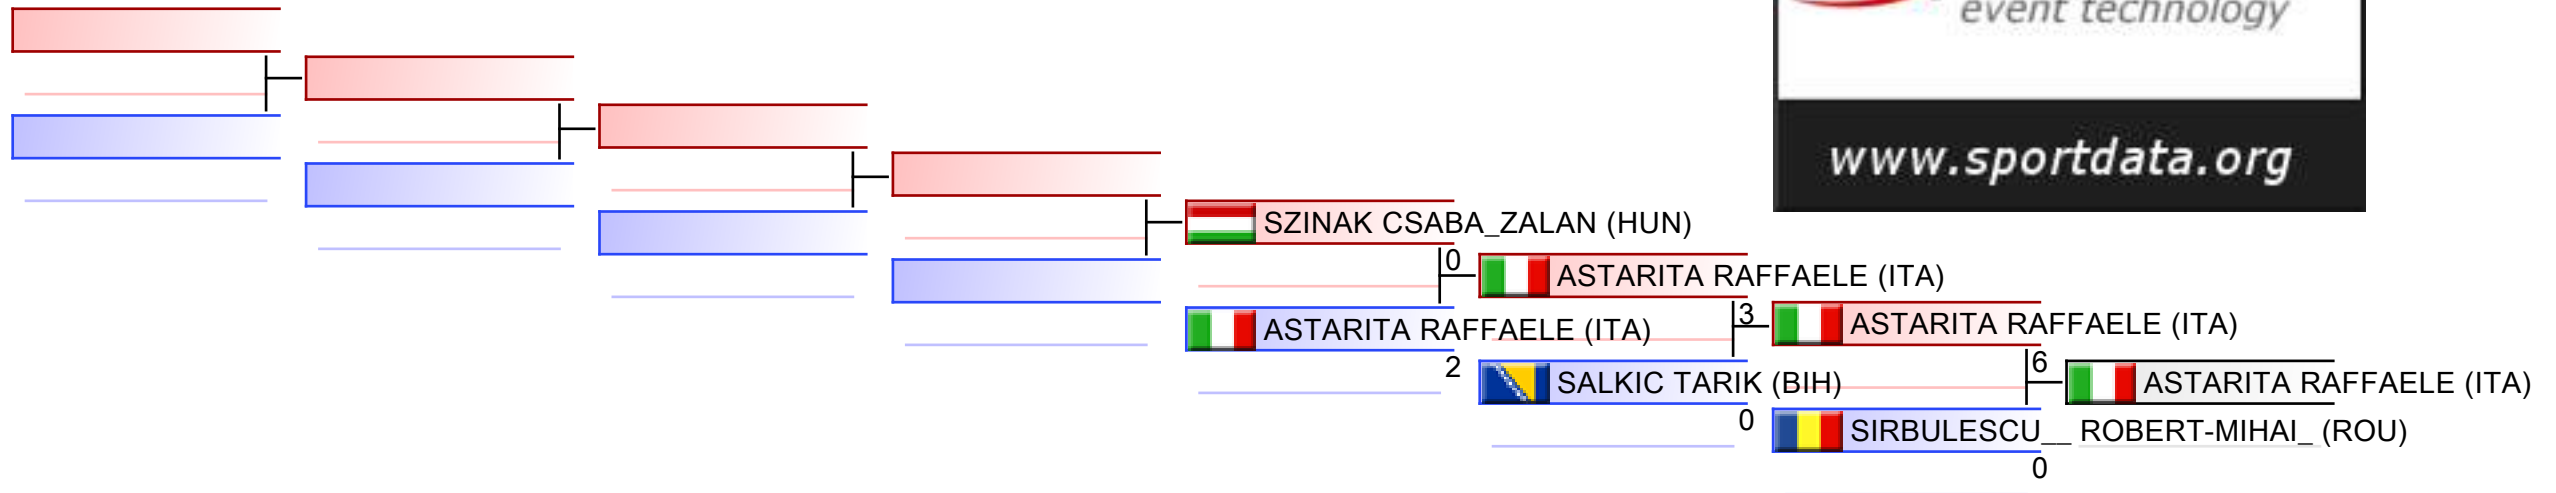 event technology
www.sportdata.org
SZINAK CSABA_ZALAN (HUN)
0
ASTARITA RAFFAELE (ITA)
ASTARITA RAFFAELE (ITA)
2
3
ASTARITA RAFFAELE (ITA)
SALKIC TARIK (BIH)
0
6
ASTARITA RAFFAELE (ITA)
SIRBULESCU__ ROBERT-MIHAI_ (ROU)
0